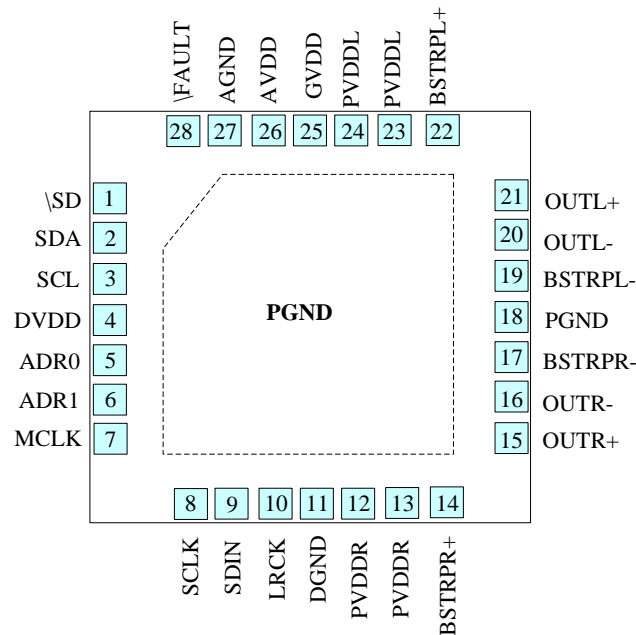 \FAULT
AGND
AVDD
GVDD
PVDDL
PVDDL
BSTRPL+
28
27
26
25
24
23
22
\SD 1
SDA 2
SCL 3
DVDD 4
ADR0 5
ADR1 6
MCLK 7
PGND
21 OUTL+
20 OUTL-
19 BSTRPL-
18 PGND
17 BSTRPR-
16 OUTR-
15 OUTR+
8
9
10
11
12
13
14
SCLK
SDIN
LRCK
DGND
PVDDR
PVDDR
BSTRPR+